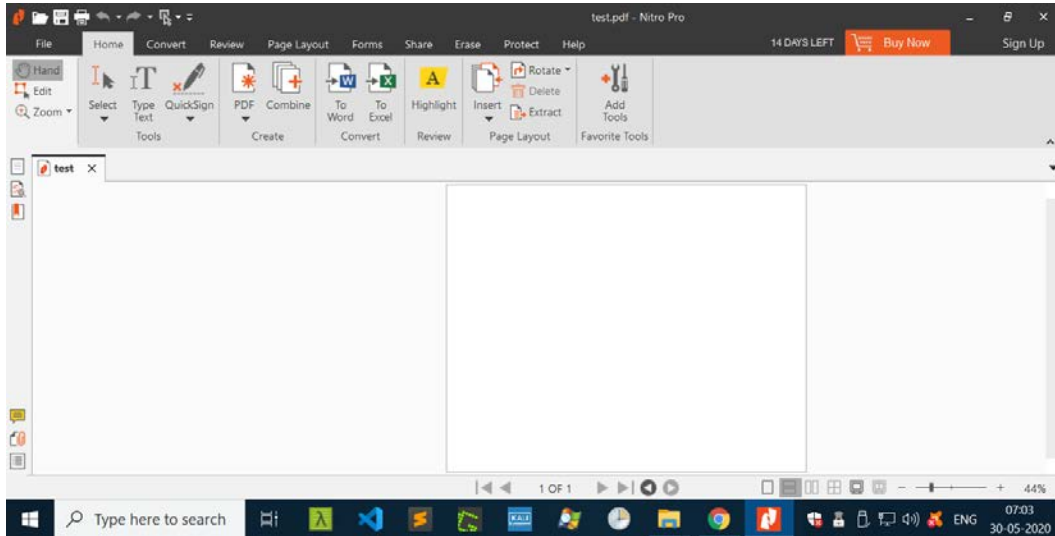 test.pdf - Nitro Pro
File Home Convert Review Page Layout Forms Share Erase Protect Help 14 DAYS LEFT Buy Now Sign Up
Hand
Edit
Zoom
Select
Type Text
QuickSign
Tools
PDF
Combine
Create
To Word
To Excel
Convert
A
Highlight
Review
Insert
Rotate
Delete
Extract
Page Layout
Add Tools
Favorite Tools
test
1 OF 1
44%
Type here to search
KALI
ENG
07:03
30-05-2020